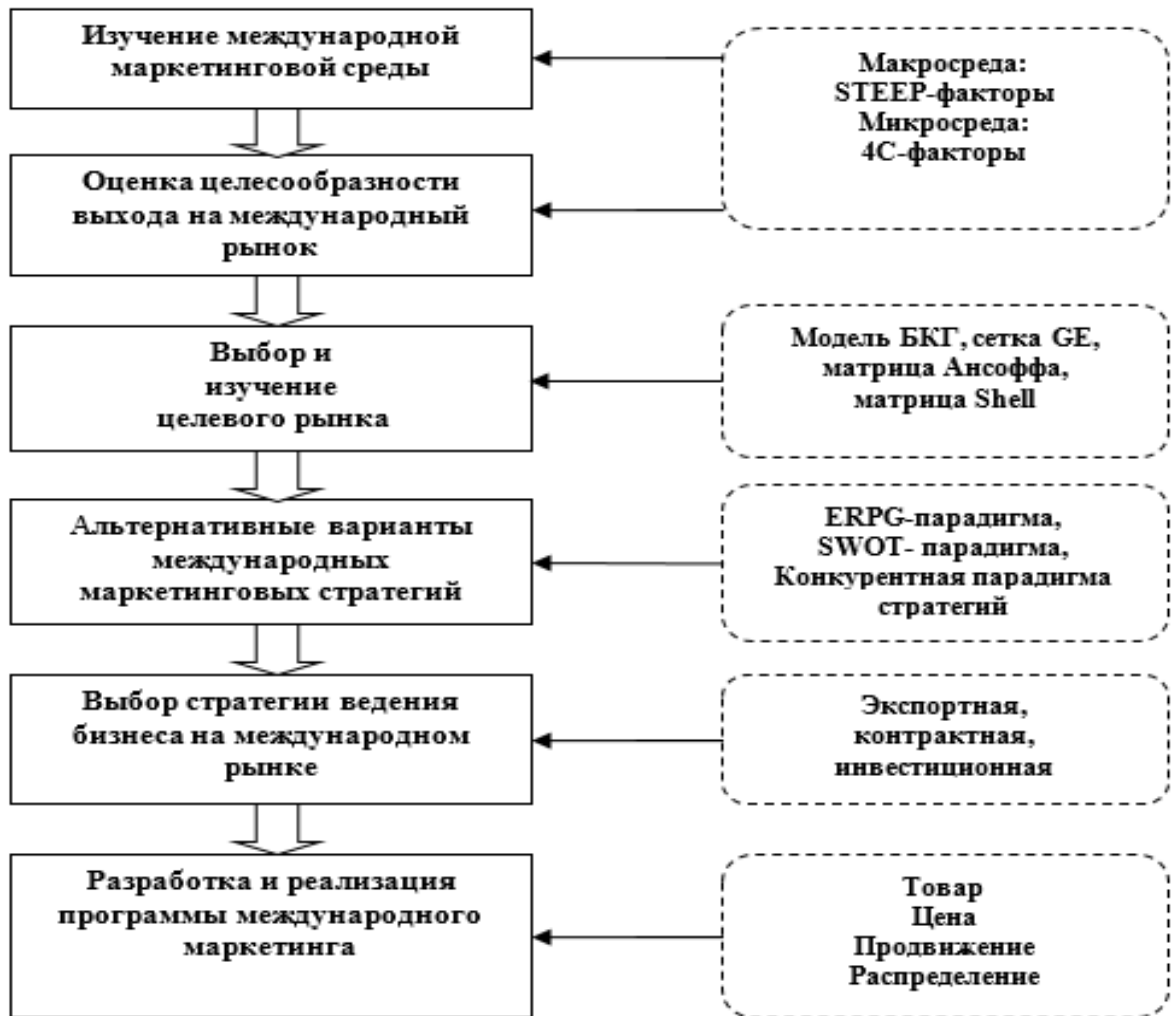 Изучение международной
маркетинговой среды
Макросреда:
STEEP-факторы
Микросреда:
4С-факторы
Оценка целесообразности
выхода на международный
рынок
Выбор и
изучение
целевого рынка
Модель БКГ, сетка GE,
матрица Ансоффа,
матрица Shell
Альтернативные варианты
международных
маркетинговых стратегий
ERPG-парадигма,
SWOT- парадигма,
Конкурентная парадигма
стратегий
Выбор стратегии ведения
бизнеса на международном
рынке
Экспортная,
контрактная,
инвестиционная
Разработка и реализация
программы международного
маркетинга
Товар
Цена
Продвижение
Распределение